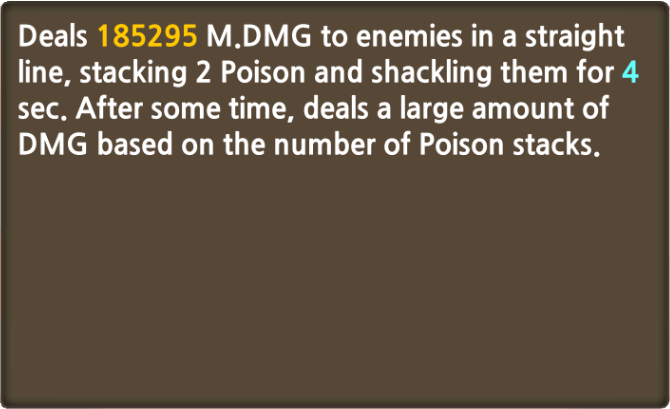 Deals 185295 M.DMG to enemies in a straight
line, stacking 2 Poison and shackling them for 4
sec. After some time, deals a large amount of
DMG based on the number of Poison stacks.